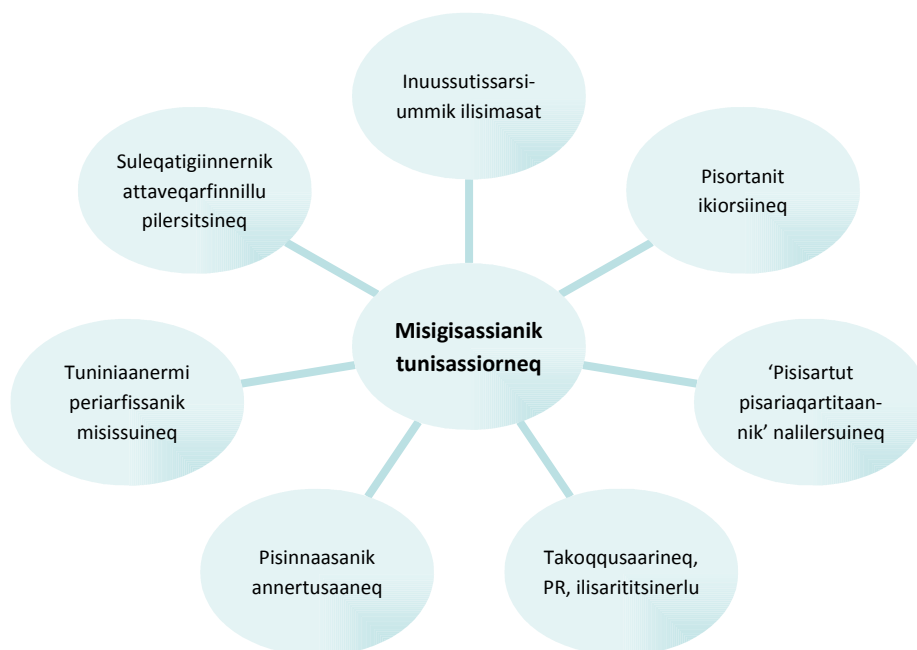 Inuussutissarsi-
ummik ilisimasat
Pisortanit
ikiorsiineq
‘Pisisartut
pisariaqartitaan-
nik’ nalilersuineq
Takoqqusaarineq,
PR, ilisarititsinerlu
Pisinnaasanik
annertusaaneq
Tuniniaanermi
periarfissanik
misissuineq
Suleqatigiinnernik
attaveqarfinnillu
pilersitsineq
Misigisassianik
tunisassiorneq